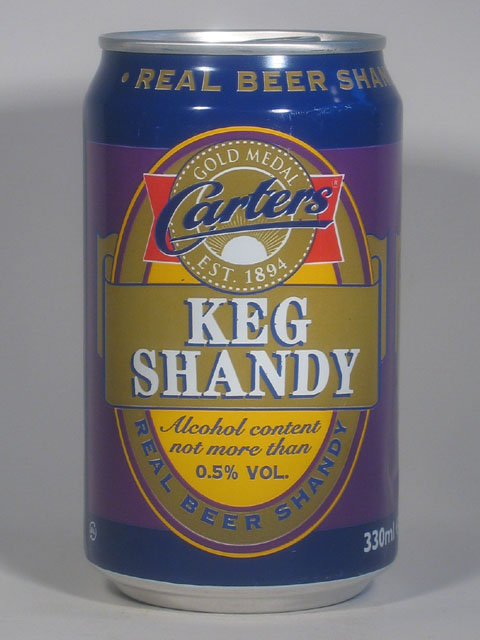 • REAL BEER SHAN
GOLD MEDAL
Carters
EST. 1894
KEG
SHANDY
Alcohol content
not more than
0.5% VOL.
REAL BEER SHANDY
330ml